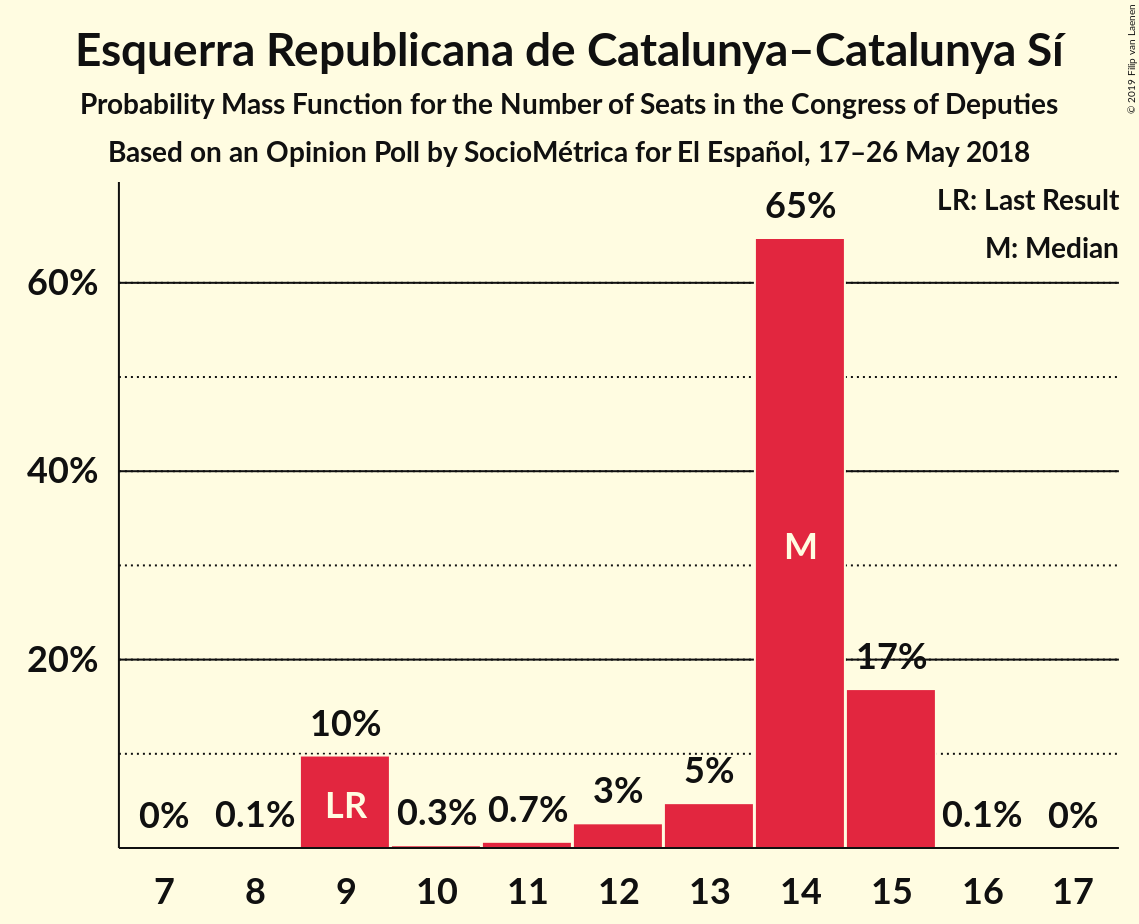 Esquerra Republicana de Catalunya–Catalunya Sí
Probability Mass Function for the Number of Seats in the Congress of Deputies
Based on an Opinion Poll by SocioMétrica for El Español, 17–26 May 2018
© 2019 Filip van Laenen
LR: Last Result
M: Median
65%
60%
40%
M
20%
17%
10%
5%
3%
LR
0%
0.1%
0.3%
0.7%
0.1%
0%
7 8 9 10 11 12 13 14 15 16 17